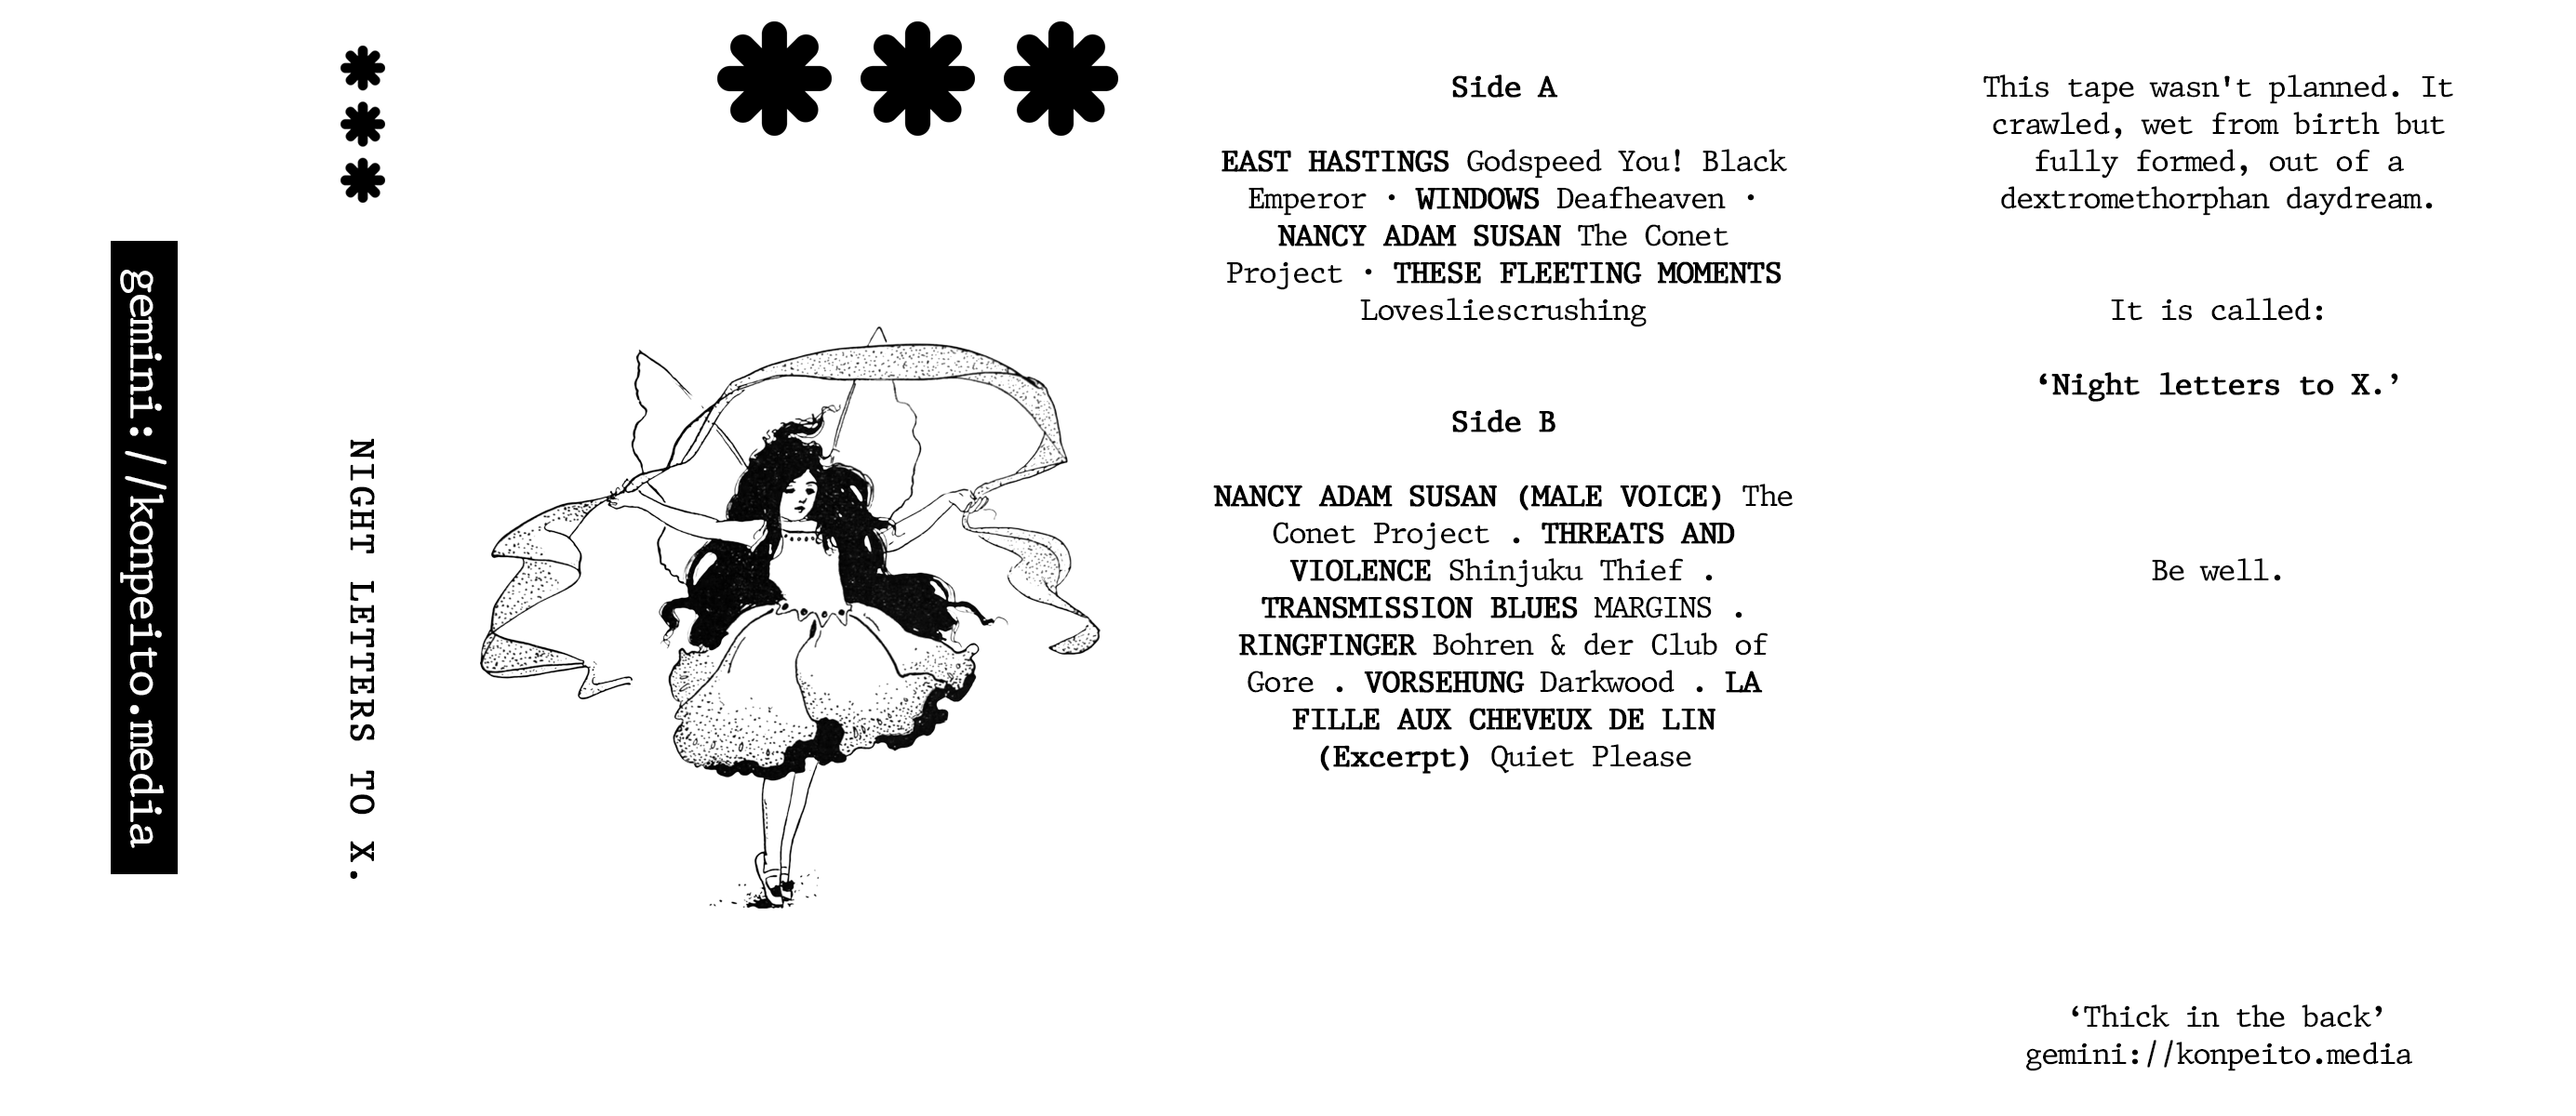 gemini://konpeito.media
NIGHT LETTERS TO X.
Side A
EAST HASTINGS Godspeed You! Black
Emperor · WINDOWS Deafheaven ·
NANCY ADAM SUSAN The Conet
Project · THESE FLEETING MOMENTS
Lovesliescrushing
Side B
NANCY ADAM SUSAN (MALE VOICE) The
Conet Project . THREATS AND
VIOLENCE Shinjuku Thief .
TRANSMISSION BLUES MARGINS .
RINGFINGER Bohren & der Club of
Gore . VORSEHUNG Darkwood . LA
FILLE AUX CHEVEUX DE LIN
(Excerpt) Quiet Please
This tape wasn't planned. It
crawled, wet from birth but
fully formed, out of a
dextromethorphan daydream.
It is called:
‘Night letters to X.’
Be well.
‘Thick in the back’
gemini://konpeito.media